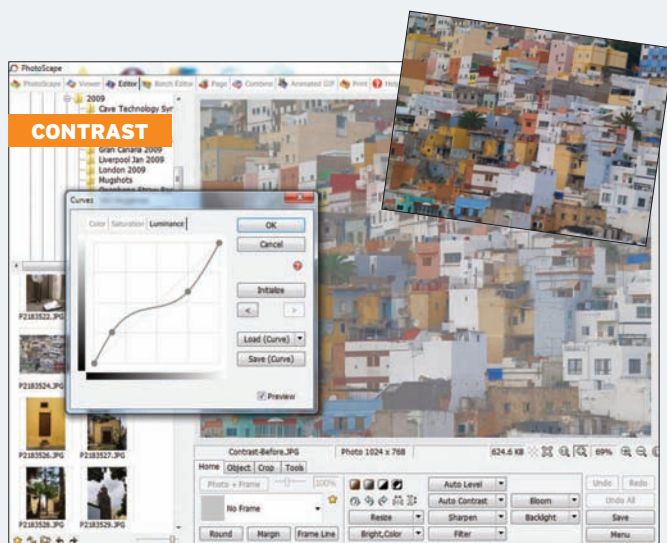 PhotoScape
PhotoScape Viewer Editor Batch Editor Page Combine Animated GIF Print
2009
Cave Technology Syr
CONTRAST
Gran Canaria 2009
Liverpool Jan 2009
London 2009
Mugshots
Curves
Color Saturation Luminance
OK
Cancel
Initialize
< >
Load (Curve)
Save (Curve)
Preview
P2183522.JPG
P2183524.JPG
P2183526.JPG P2183527.JPG
P2183528.JPG P2183529.JPG
Contrast-Before.JPG Photo 1024 x 768 624.6 KB 69%
Home Object Crop Tools
Photo + Frame 100%
No Frame
Round Margin Frame Line
Auto Level
Auto Contrast Bloom
Resize Sharpen Backlight
Bright,Color Filter
Undo Redo
Undo All
Save
Menu